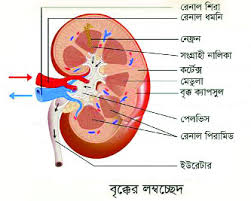 রেনাল শিরা
রেনাল ধমনি
নেফ্রন
সংগ্রাহী নালিকা
কর্টেক্স
মেডুলা
বৃক্ক ক্যাপসুল
পেলভিস
রেনাল পিরামিড
ইউরেটার
বৃক্কের লম্বচ্ছেদ